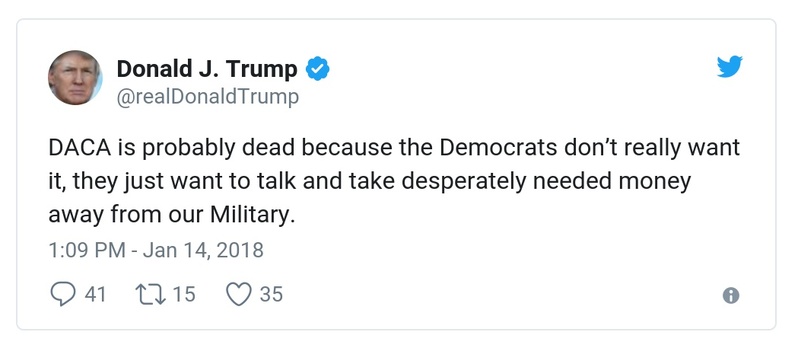 Donald J. Trump
@realDonaldTrump
DACA is probably dead because the Democrats don’t really want
it, they just want to talk and take desperately needed money
away from our Military.
1:09 PM - Jan 14, 2018
41 15 35